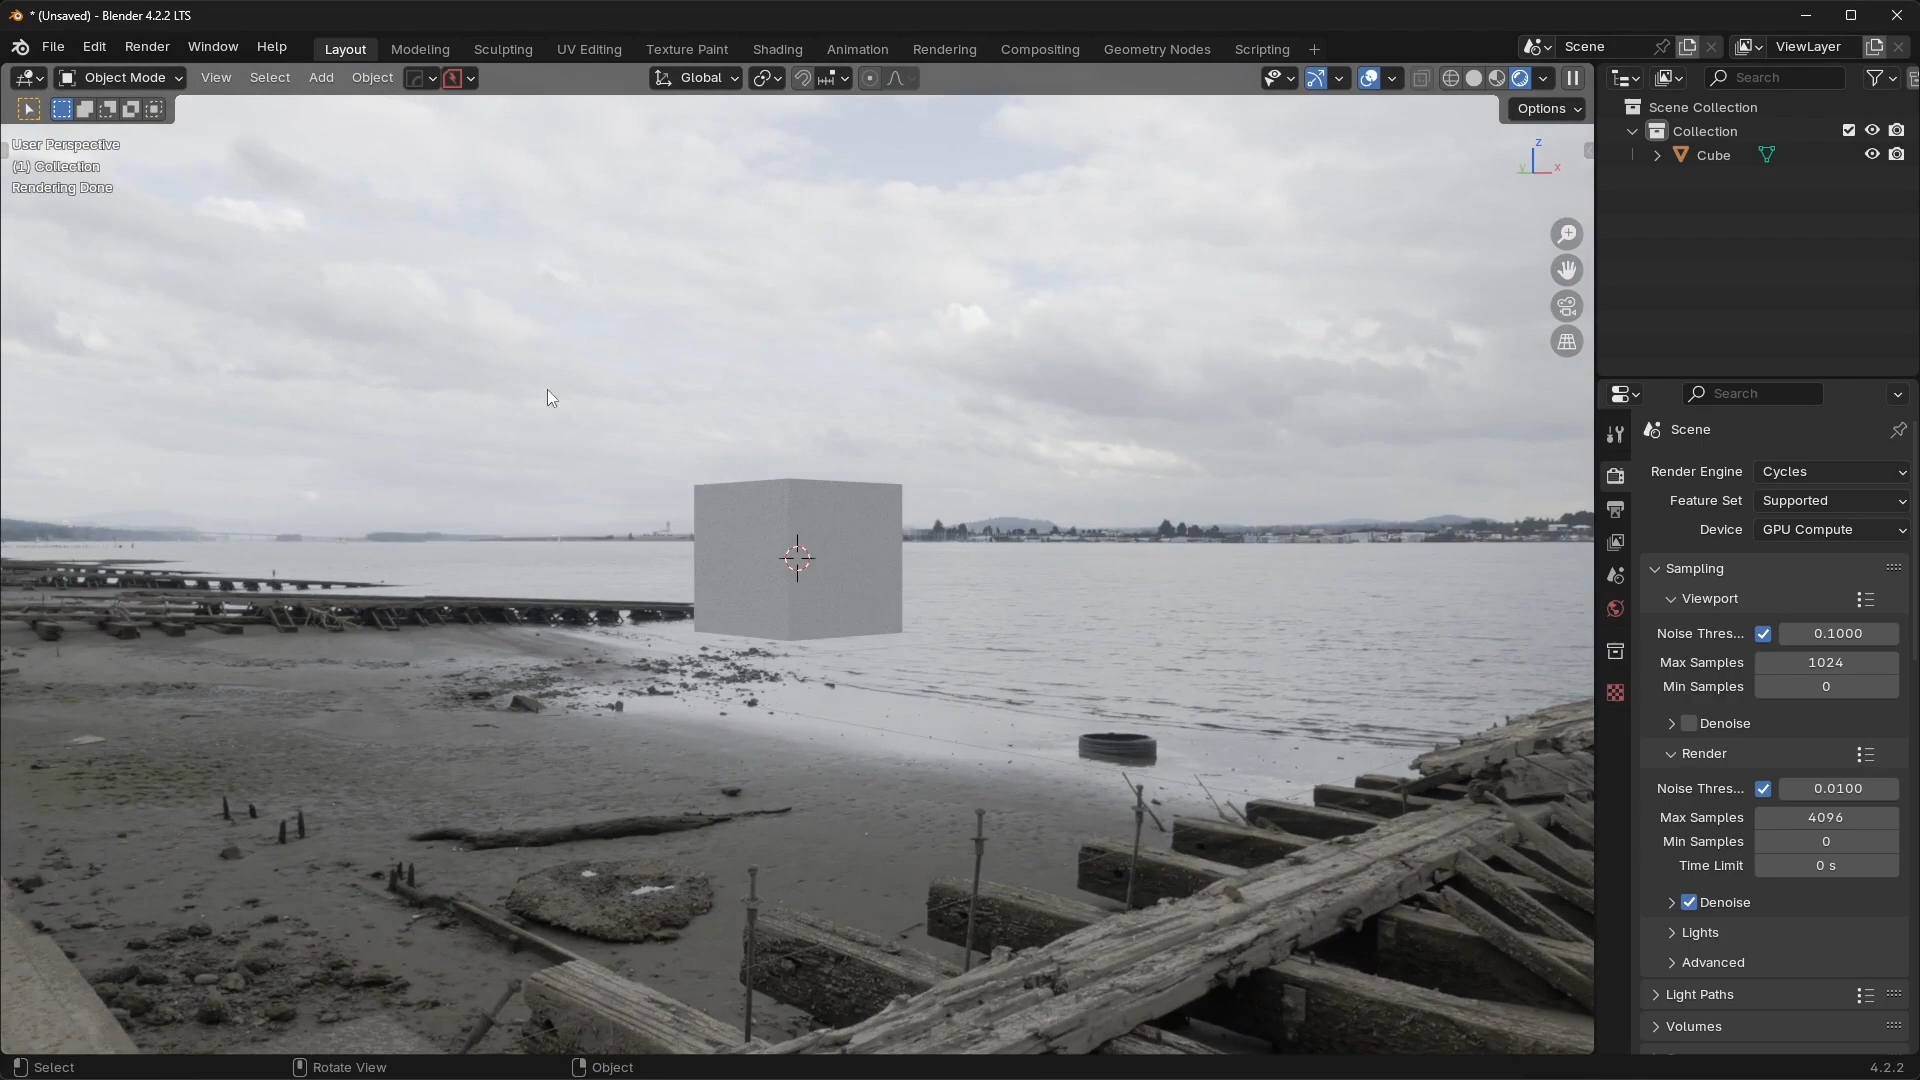 * (Unsaved) - Blender 4.2.2 LTS
File Edit Render Window Help Layout Modeling Sculpting UV Editing Texture Paint Shading Animation Rendering Compositing Geometry Nodes Scripting + Scene ViewLayer
Object Mode View Select Add Object Global Search
Options
User Perspective
(1) Collection
Rendering Done
Z
Y X
Scene Collection
Collection
Cube
Search
Scene
Render Engine Cycles
Feature Set Supported
Device GPU Compute
Sampling
Viewport
Noise Thres... 0.1000
Max Samples 1024
Min Samples 0
Denoise
Render
Noise Thres... 0.0100
Max Samples 4096
Min Samples 0
Time Limit 0 s
Denoise
Lights
Advanced
Light Paths
Volumes
Select Rotate View Object 4.2.2